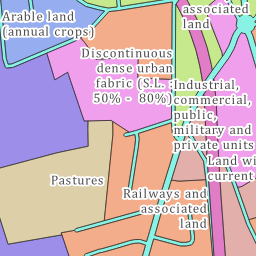 Arable land
(annual crops)
associated
land
Discontinuous
dense urban
fabric (S.L. :
50% - 80%)
Industrial,
commercial,
public,
military and
private units
Land wi
current
Pastures
Railways and
associated
land